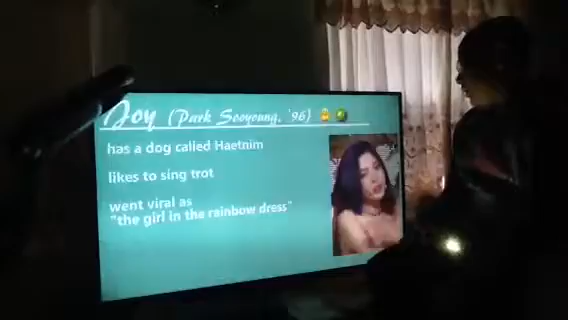 Joy (Park Sooyoung, '96) 🐥 🥝
has a dog called Haetnim
likes to sing trot
went viral as
"the girl in the rainbow dress"